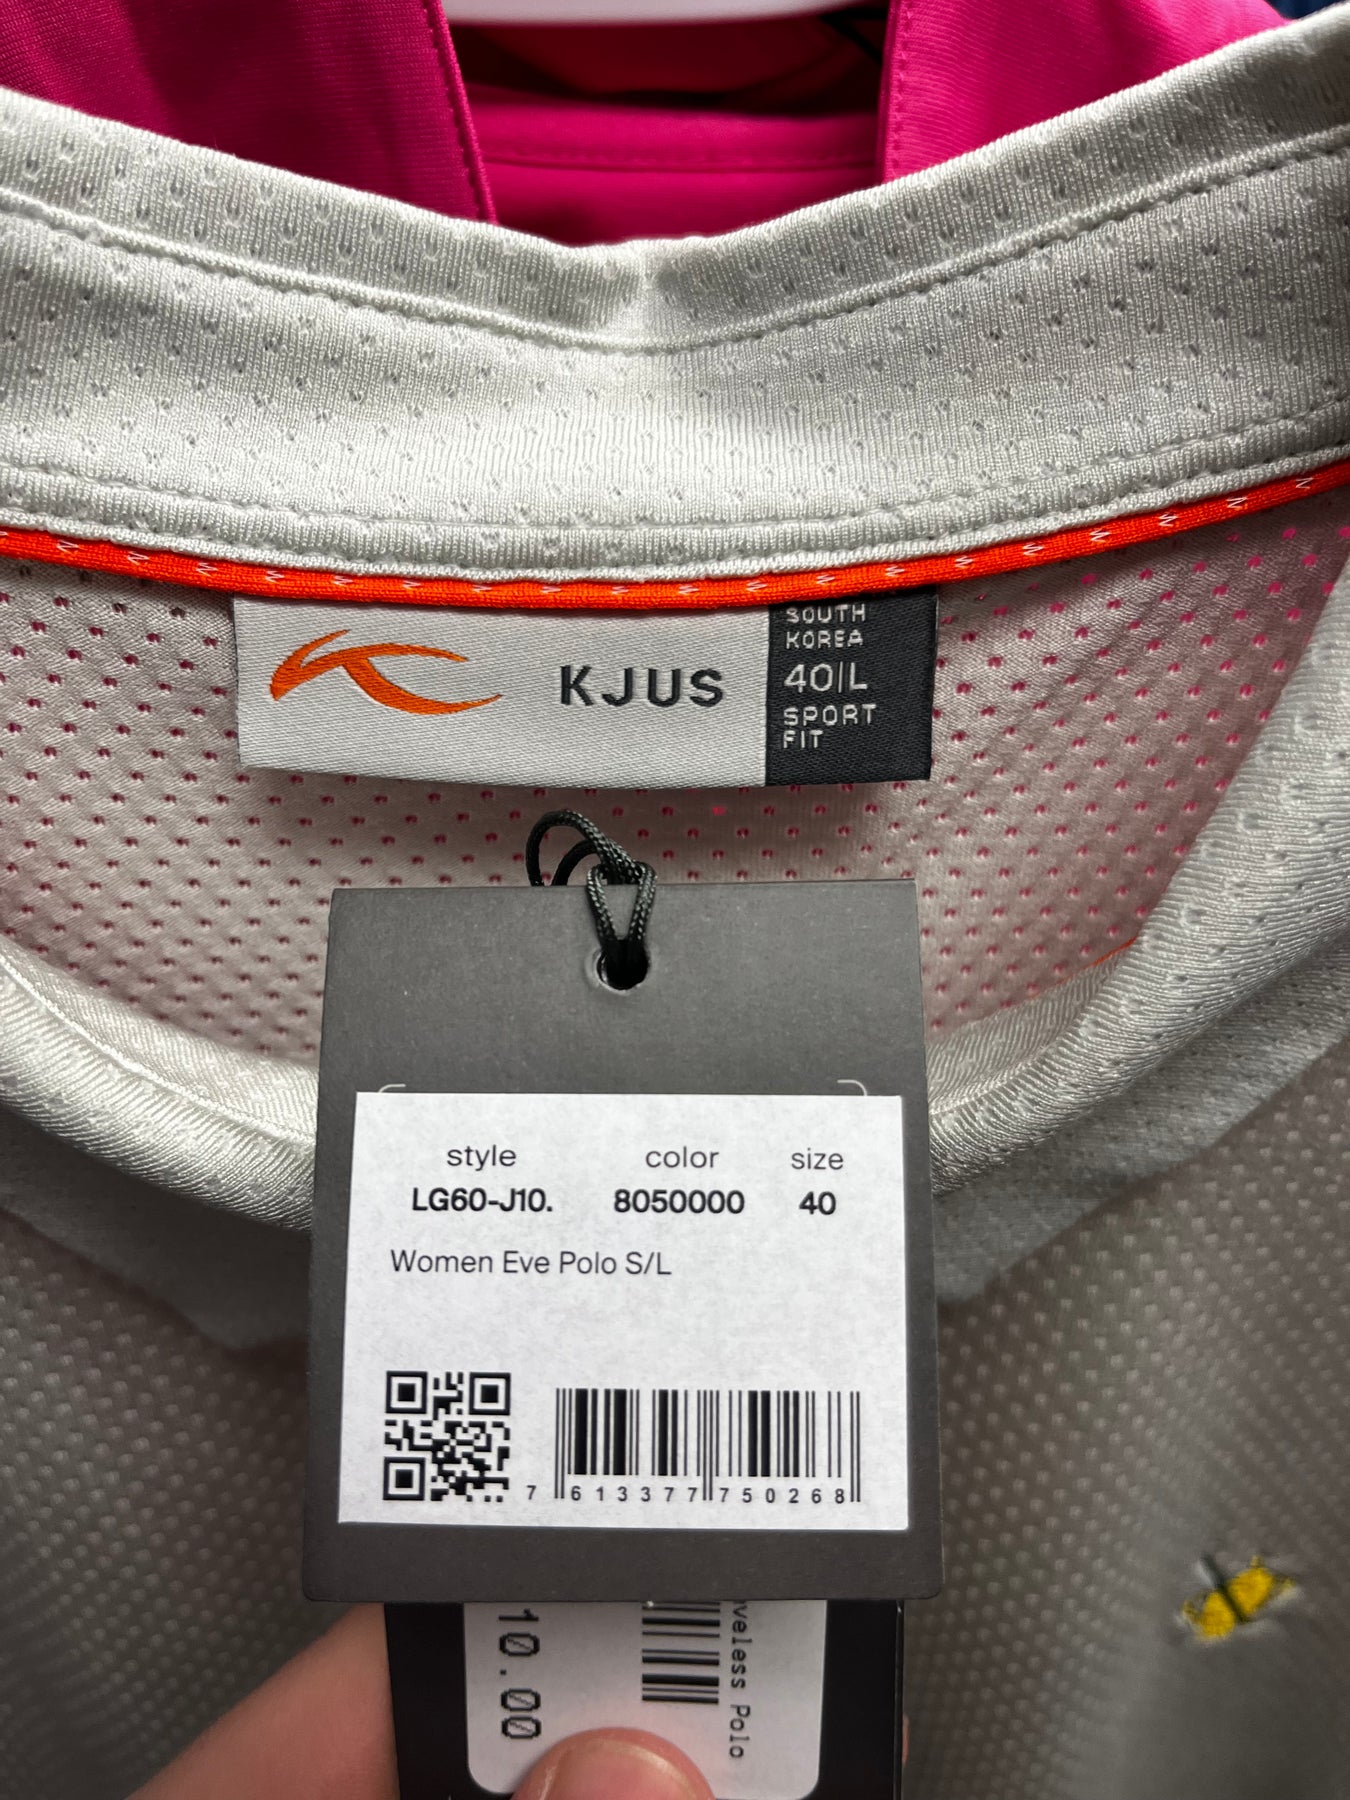 KJUS
SOUTH
KOREA
40|L
SPORT
FIT
style color size
LG60-J10. 8050000 40
Women Eve Polo S/L
7 613377 750268
10.00
Polo